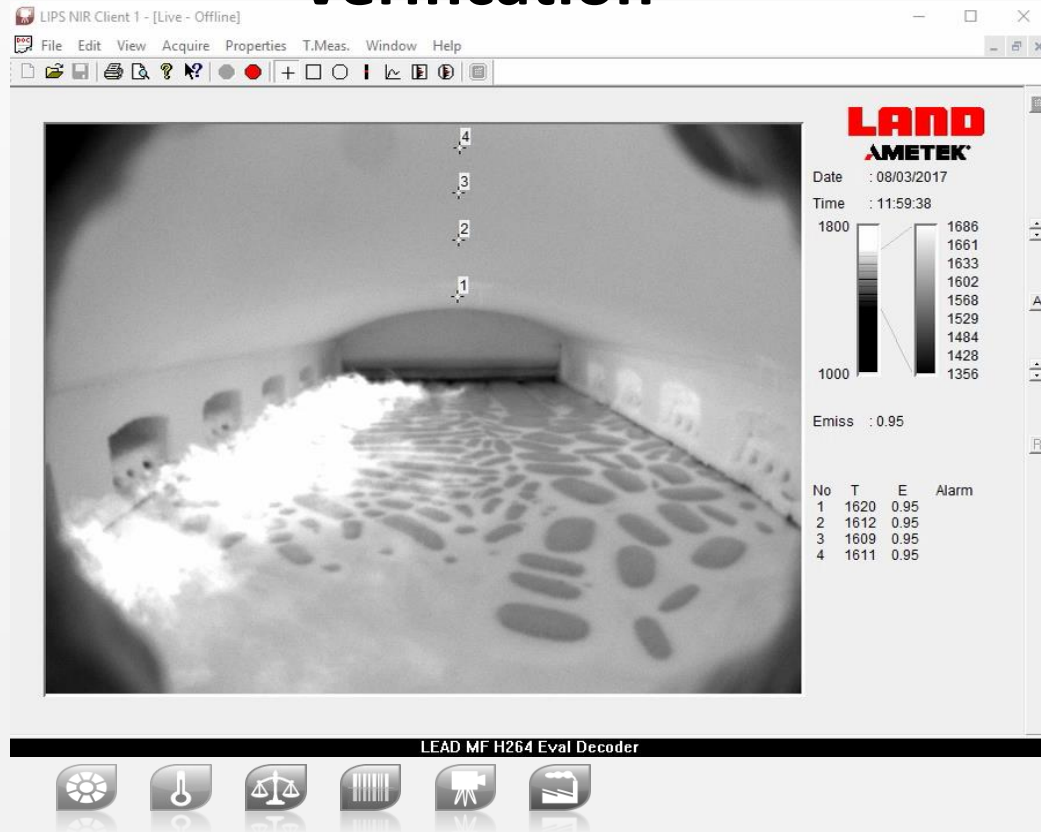 verification
LIPS NIR Client 1 - [Live - Offline]
File Edit View Acquire Properties T.Meas. Window Help
LAND
AMETEK
Date : 08/03/2017
Time : 11:59:38
1800 1686
1661
1633
1602
1568
1529
1484
1428
1000 1356
Emiss : 0.95
No T E Alarm
1 1620 0.95
2 1612 0.95
3 1609 0.95
4 1611 0.95
4
3
2
1
A
R
LEAD MF H264 Eval Decoder